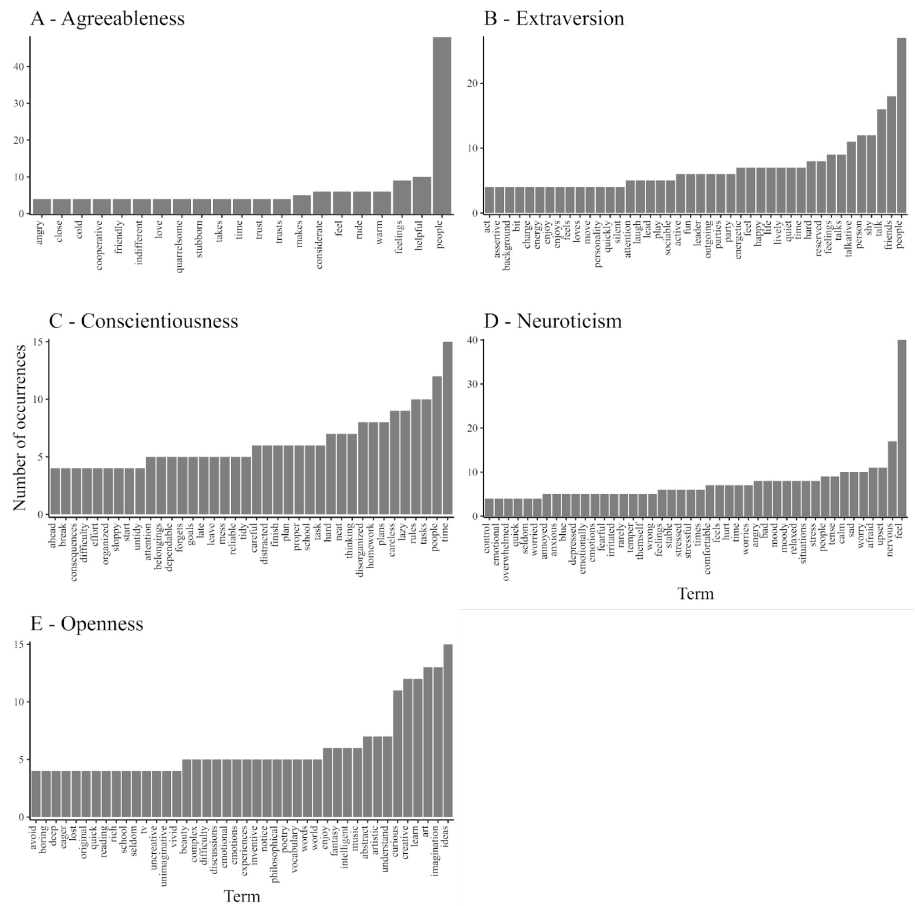 A - Agreeableness
40
30
20
10
0
angry
close
cold
cooperative
friendly
indifferent
love
quarrelsome
stubborn
takes
time
trust
trusts
makes
considerate
feel
rude
warm
feelings
helpful
people
B - Extraversion
20
10
0
act
assertive
background
bit
charge
energy
enjoy
enjoys
feels
loves
move
personality
quickly
silent
attention
laugh
lead
play
sociable
active
fun
leader
outgoing
parties
party
energetic
feel
happy
life
lively
quiet
time
hard
reserved
feelings
talks
talkative
person
shy
talk
friends
people
C - Conscientiousness
Number of occurrences
15
10
5
0
ahead
break
consequences
difficulty
effort
organized
sloppy
start
untidy
attention
belongings
dependable
forgets
goals
late
leave
mess
reliable
tidy
careful
distracted
finish
plan
proper
school
task
hard
neat
thinking
disorganized
homework
plans
careless
lazy
rules
tasks
people
time
D - Neuroticism
40
30
20
10
0
control
emotional
overwhelmed
quick
seldom
worried
annoyed
anxious
blue
depressed
emotionally
emotions
fearful
irritated
rarely
temper
themself
wrong
feelings
stable
stressed
stressful
times
comfortable
feels
hurt
time
worries
angry
bad
mood
moody
relaxed
situations
stress
people
tense
calm
sad
worry
afraid
upset
nervous
feel
Term
E - Openness
15
10
5
0
avoid
boring
deep
eager
lost
original
quick
reading
rich
school
seldom
tv
uncreative
unimaginative
vivid
beauty
complex
difficulty
discussions
emotional
emotions
experiences
inventive
notice
philosophical
poetry
vocabulary
words
world
enjoy
fantasy
intelligent
music
abstract
artistic
understand
curious
creative
learn
art
imagination
ideas
Term